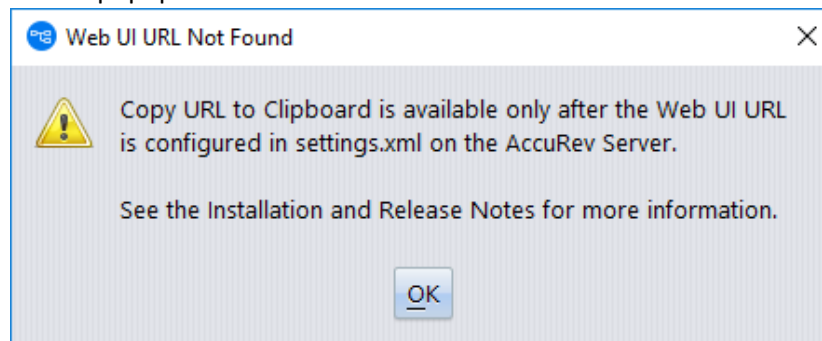 Web UI URL Not Found
Copy URL to Clipboard is available only after the Web UI URL
is configured in settings.xml on the AccuRev Server.
See the Installation and Release Notes for more information.
OK